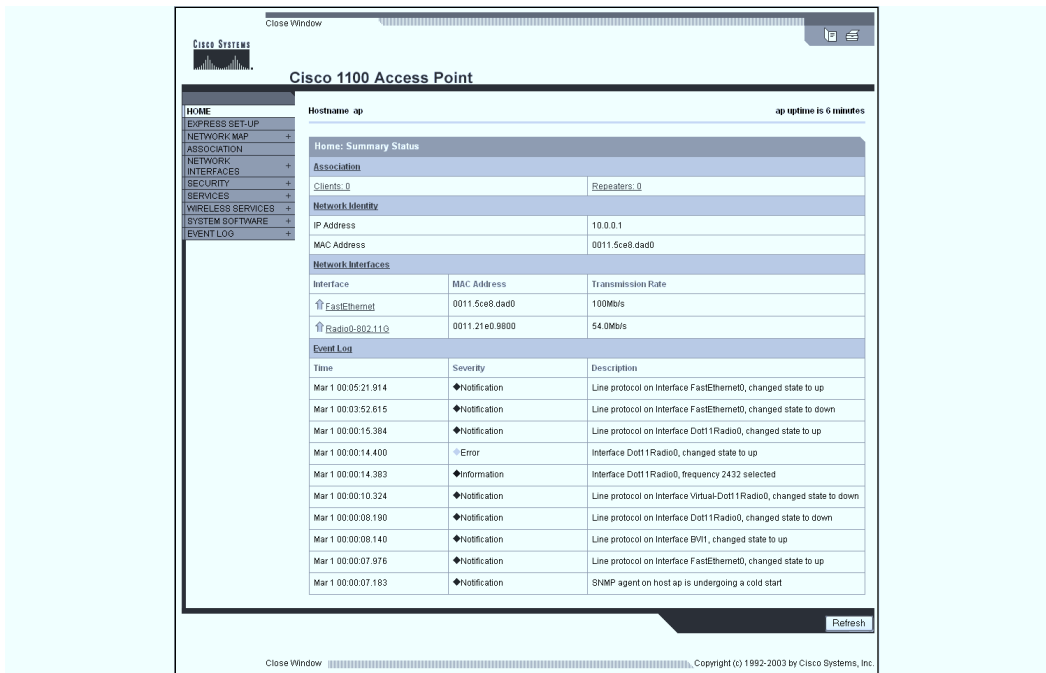 Close Window
CISCO SYSTEMS
Cisco 1100 Access Point
HOME
EXPRESS SET-UP
NETWORK MAP +
ASSOCIATION
NETWORK
INTERFACES +
SECURITY +
SERVICES +
WIRELESS SERVICES +
SYSTEM SOFTWARE +
EVENT LOG +
Hostname ap ap uptime is 6 minutes
Home: Summary Status
Association
Clients: 0 Repeaters: 0
Network Identity
IP Address 10.0.0.1
MAC Address 0011.5ce8.dad0
Network Interfaces
Interface MAC Address Transmission Rate
FastEthernet 0011.5ce8.dad0 100Mb/s
Radio0-802.11G 0011.21e0.9800 54.0Mb/s
Event Log
Time Severity Description
Mar 1 00:05:21.914 ◆Notification Line protocol on Interface FastEthernet0, changed state to up
Mar 1 00:03:52.615 ◆Notification Line protocol on Interface FastEthernet0, changed state to down
Mar 1 00:00:15.384 ◆Notification Line protocol on Interface Dot11Radio0, changed state to up
Mar 1 00:00:14.400 ◆Error Interface Dot11Radio0, changed state to up
Mar 1 00:00:14.383 ◆Information Interface Dot11Radio0, frequency 2432 selected
Mar 1 00:00:10.324 ◆Notification Line protocol on Interface Virtual-Dot11Radio0, changed state to down
Mar 1 00:00:08.190 ◆Notification Line protocol on Interface Dot11Radio0, changed state to down
Mar 1 00:00:08.140 ◆Notification Line protocol on Interface BVI1, changed state to up
Mar 1 00:00:07.976 ◆Notification Line protocol on Interface FastEthernet0, changed state to up
Mar 1 00:00:07.183 ◆Notification SNMP agent on host ap is undergoing a cold start
Refresh
Close Window Copyright (c) 1992-2003 by Cisco Systems, Inc.